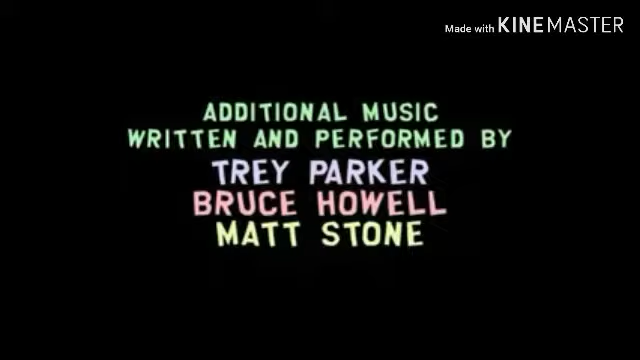 Made with KINEMASTER
ADDITIONAL MUSIC
WRITTEN AND PERFORMED BY
TREY PARKER
BRUCE HOWELL
MATT STONE